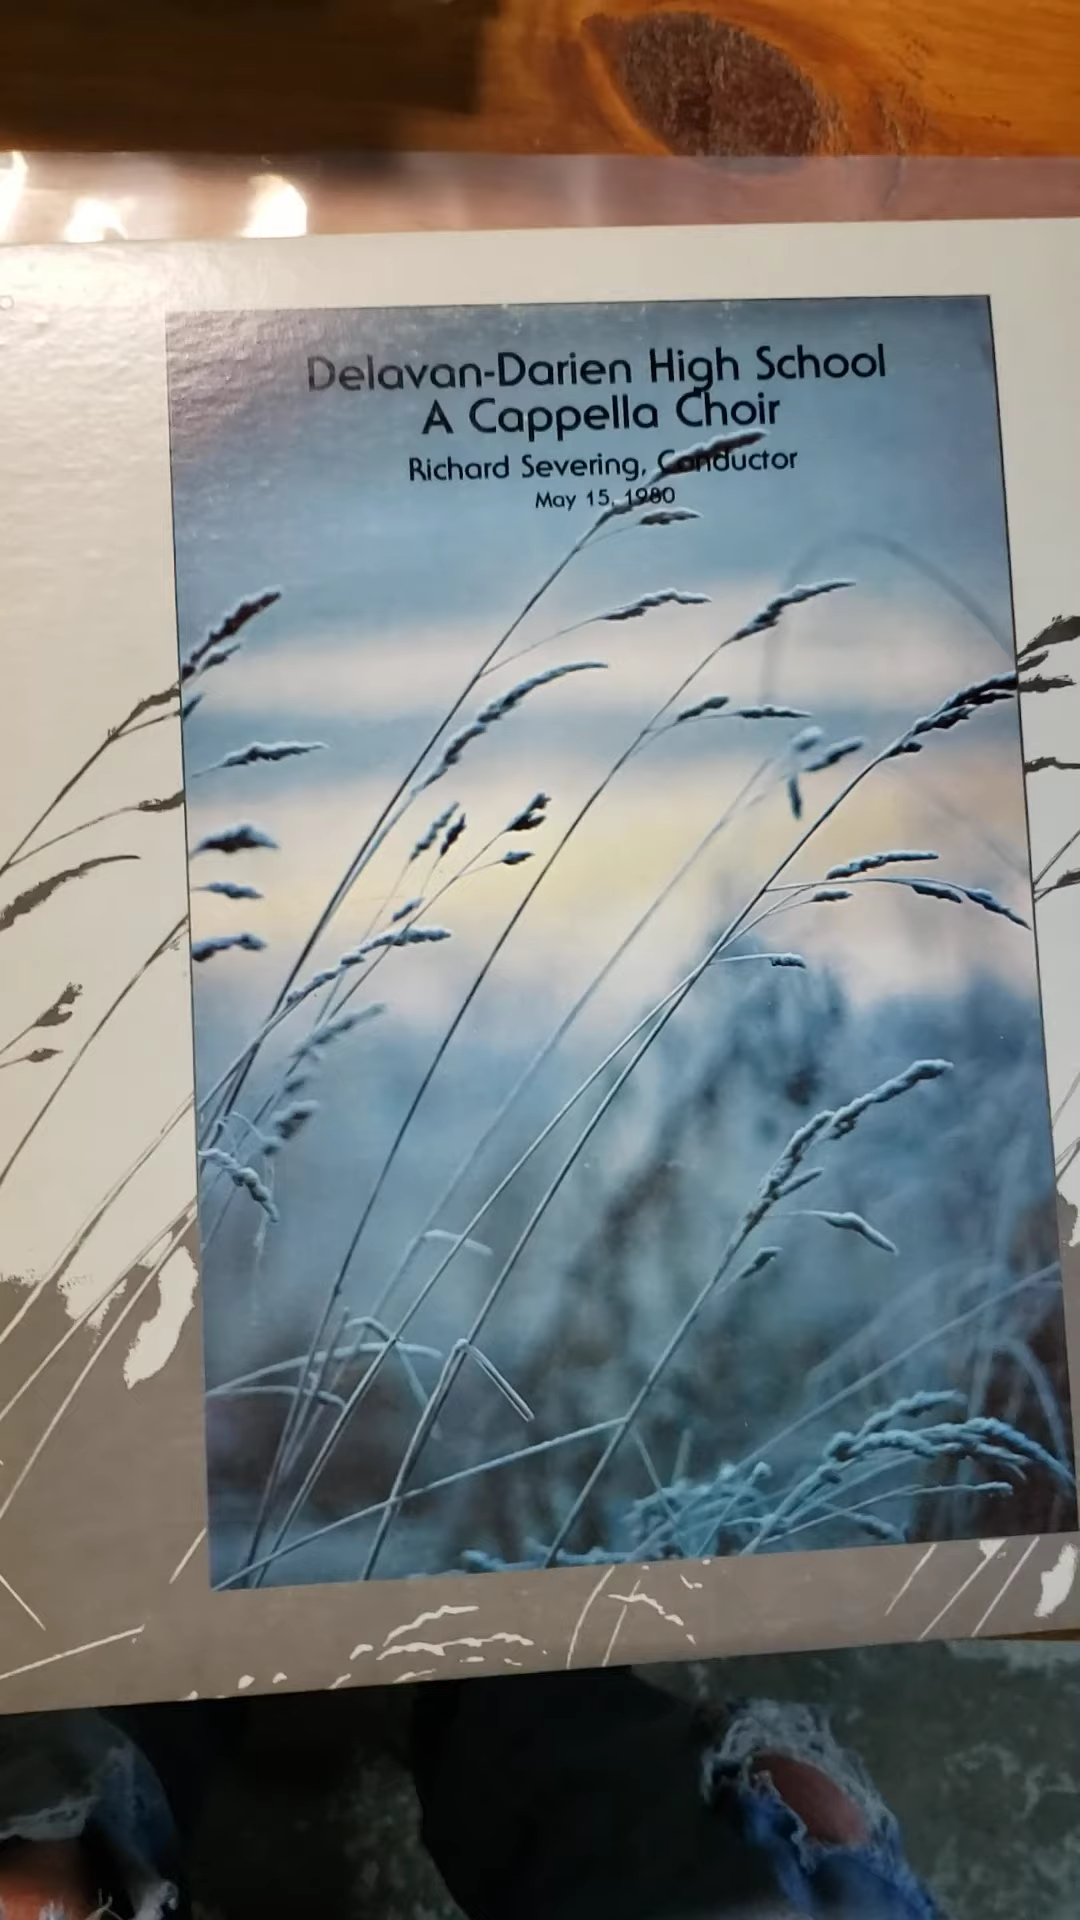 Delavan-Darien High School
A Cappella Choir
Richard Severing, Conductor
May 15, 1980